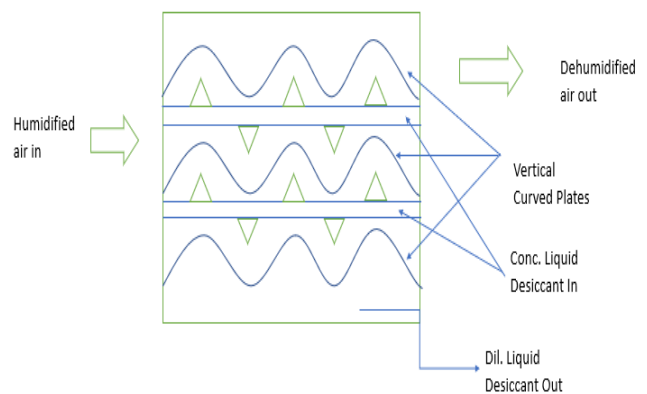 Humidified
air in
Dehumidified
air out
Vertical
Curved Plates
Conc. Liquid
Desiccant In
Dil. Liquid
Desiccant Out